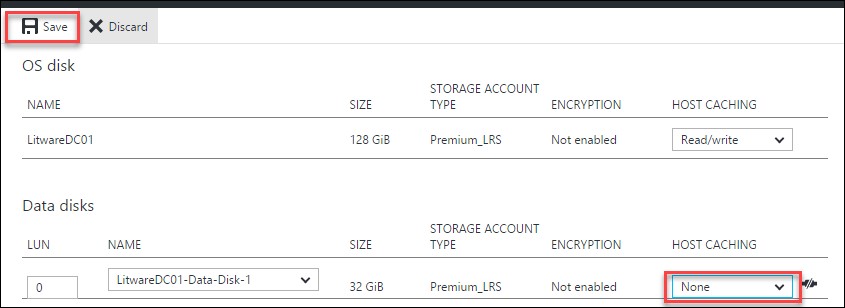 Save Discard
OS disk
STORAGE ACCOUNT
NAME SIZE TYPE ENCRYPTION HOST CACHING
LitwareDC01 128 GiB Premium_LRS Not enabled Read/write
Data disks
STORAGE ACCOUNT
LUN NAME SIZE TYPE ENCRYPTION HOST CACHING
0 LitwareDC01-Data-Disk-1 32 GiB Premium_LRS Not enabled None